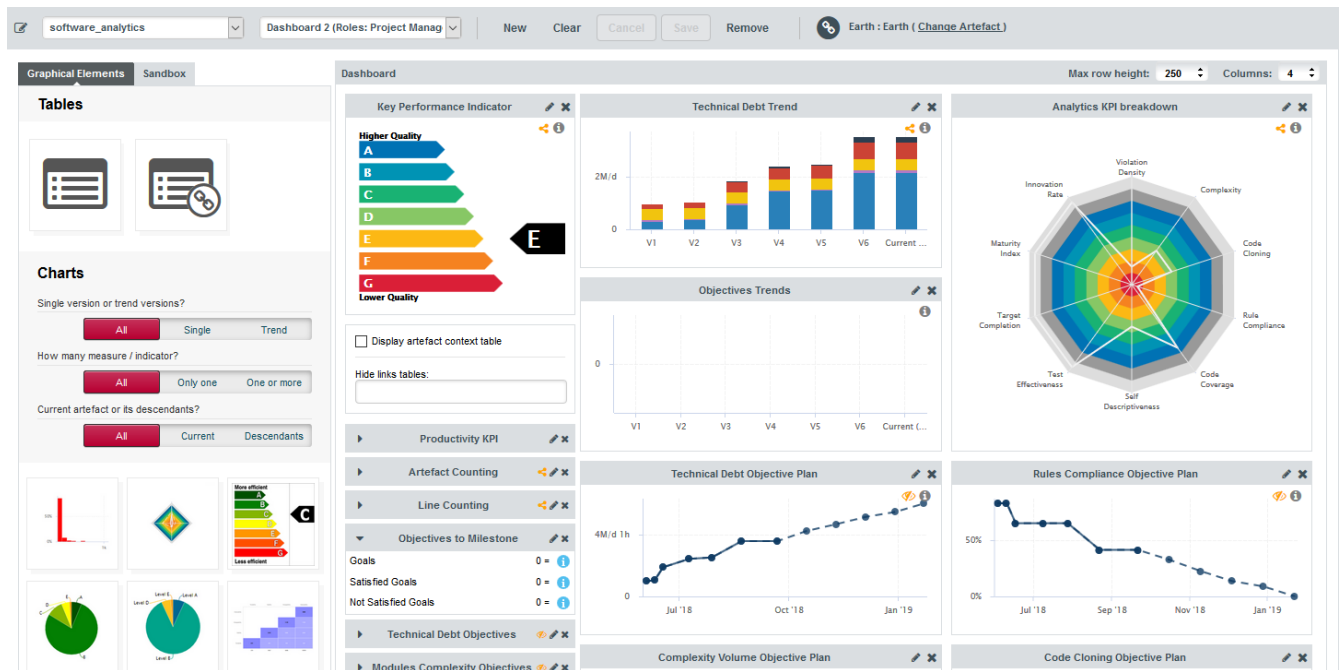 software_analytics
Dashboard 2 (Roles: Project Manag
New
Clear
Cancel
Save
Remove
Earth : Earth ( Change Artefact )
Graphical Elements
Sandbox
Tables
Charts
Single version or trend versions?
All
Single
Trend
How many measure / indicator?
All
Only one
One or more
Current artefact or its descendants?
All
Current
Descendants
More efficient
A
B
C
D
E
F
G
C
Less efficient
Level E
Level A
Level D
Level B
Dashboard
Max row height: 250
Columns: 4
Key Performance Indicator
Higher Quality
A
B
C
D
E
F
G
E
Lower Quality
Display artefact context table
Hide links tables:
Productivity KPI
Artefact Counting
Line Counting
Objectives to Milestone
Goals 0 =
Satisfied Goals 0 =
Not Satisfied Goals 0 =
Technical Debt Objectives
Modules Complexity Objectives
Technical Debt Trend
2M/d
0
V1 V2 V3 V4 V5 V6 Current ...
Objectives Trends
0
V1 V2 V3 V4 V5 V6 Current (...
Technical Debt Objective Plan
4M/d 1h
0
Jul '18 Oct '18 Jan '19
Complexity Volume Objective Plan
Analytics KPI breakdown
Violation
Density
Complexity
Code
Cloning
Rule
Compliance
Code
Coverage
Self
Descriptiveness
Test
Effectiveness
Target
Completion
Maturity
Index
Innovation
Rate
Rules Compliance Objective Plan
50%
0%
Jul '18 Sep '18 Nov '18 Jan '19
Code Cloning Objective Plan